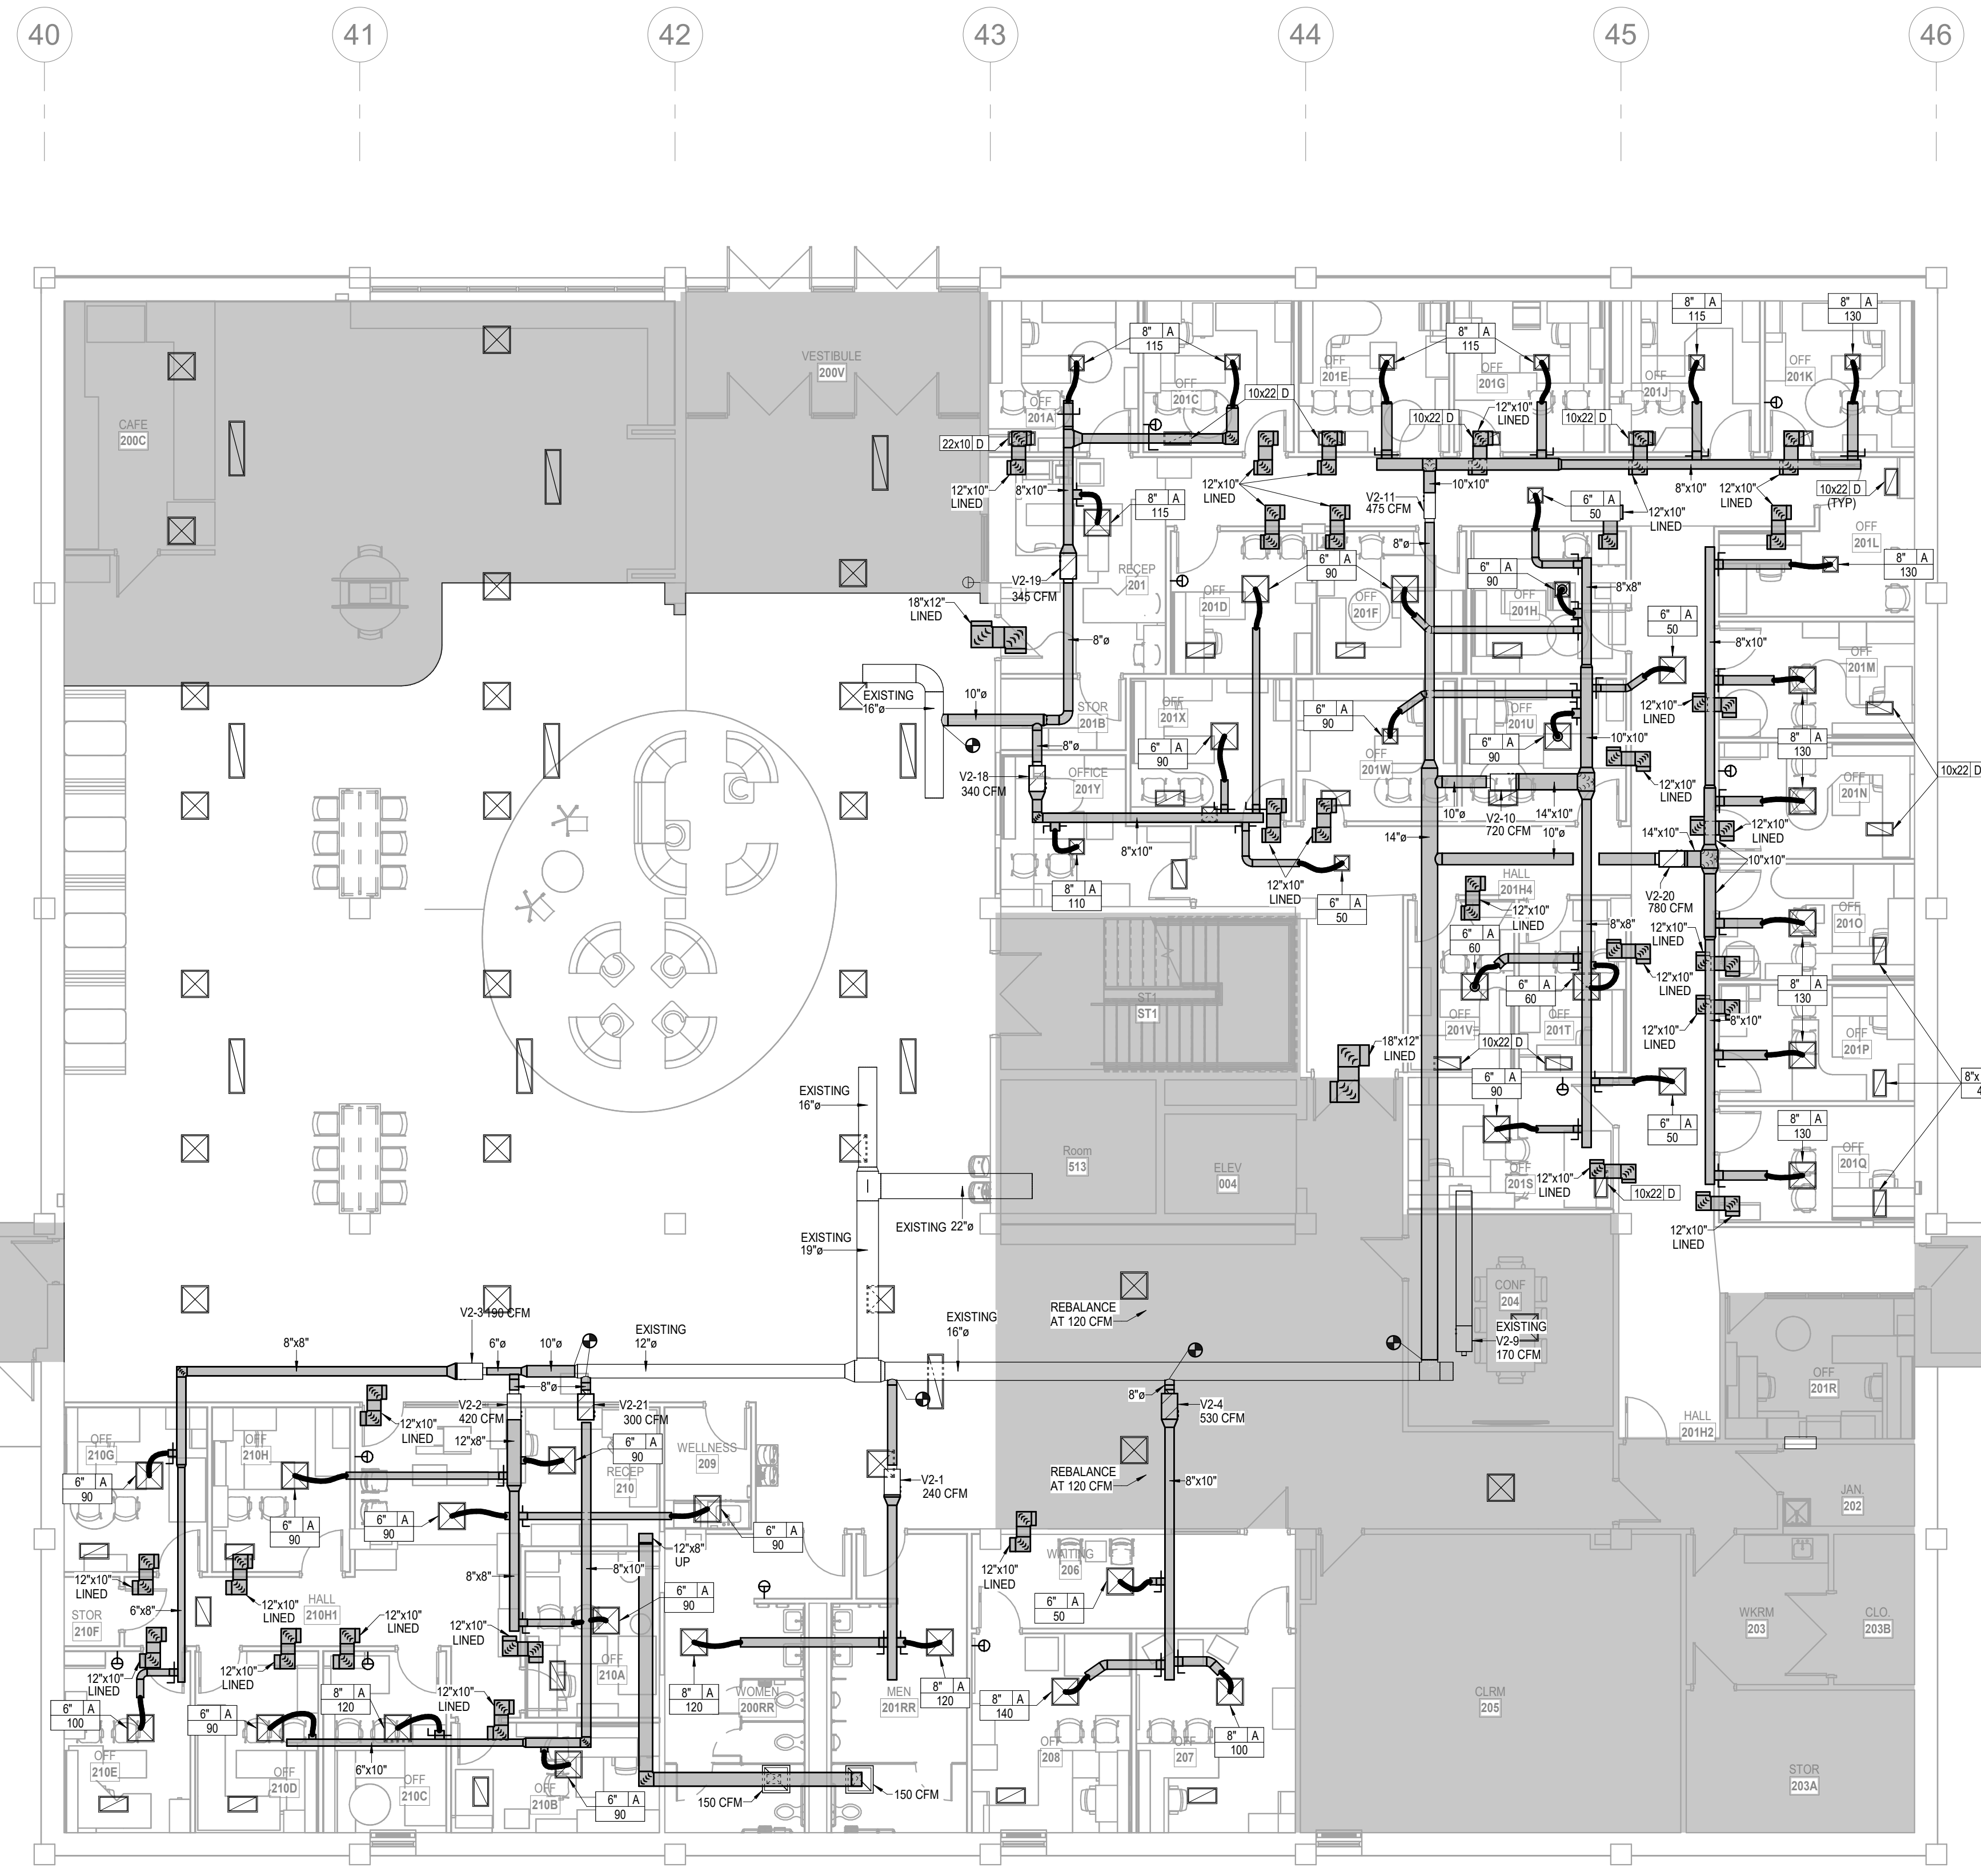 40
41
42
43
44
45
46
8" A
115
8" A
130
8" A
115
8" A
115
VESTIBULE
200V
OFF
201E
OFF
201G
OFF
201J
OFF
201K
OFF
201C
OFF
201A
10x22 D
10x22 D
12"x10"
LINED
10x22 D
CAFE
200C
22x10 D
12"x10"
LINED
8"x10"
8" A
115
12"x10"
LINED
10"x10"
V2-11
475 CFM
6" A
50
12"x10"
LINED
8"x10"
12"x10"
LINED
10x22 D
(TYP)
OFF
201L
8"ø
RECEP
201
V2-19
345 CFM
6" A
90
6" A
90
8" A
130
18"x12"
LINED
OFF
201D
OFF
201F
OFF
201H
8"x8"
6" A
50
8"ø
8"x10"
OFF
201M
EXISTING
16"ø
10"ø
STOR
201B
OFF
201X
6" A
90
OFF
201U
12"x10"
LINED
8"ø
6" A
90
6" A
90
10"x10"
8" A
130
V2-18
340 CFM
OFFICE
201Y
OFF
201W
12"x10"
LINED
10x22 D
OFF
201N
10"ø
V2-10
720 CFM
14"x10"
14"ø
10"ø
14"x10"
12"x10"
LINED
10"x10"
8"x10"
8" A
110
12"x10"
LINED
6" A
50
HALL
201H4
12"x10"
LINED
V2-20
780 CFM
8"x8"
12"x10"
LINED
OFF
201O
6" A
60
6" A
60
12"x10"
LINED
8" A
130
ST1
ST1
OFF
201V
OFF
201T
12"x10"
LINED
8"x10"
OFF
201P
18"x12"
LINED
10x22 D
6" A
90
6" A
50
EXISTING
16"ø
8" A
130
Room
513
ELEV
004
OFF
201S
12"x10"
LINED
10x22 D
OFF
201Q
EXISTING 22"ø
12"x10"
LINED
EXISTING
19"ø
CONF
204
REBALANCE
AT 120 CFM
V2-3
190 CFM
EXISTING
16"ø
EXISTING
V2-9
170 CFM
8"x8"
6"ø
10"ø
EXISTING
12"ø
OFF
201R
8"ø
8"ø
V2-2
420 CFM
V2-21
300 CFM
V2-4
530 CFM
HALL
201H2
12"x10"
LINED
12"x8"
OFF
210G
OFF
210H
6" A
90
RECEP
210
WELLNESS
209
REBALANCE
AT 120 CFM
8"x10"
V2-1
240 CFM
6" A
90
JAN.
202
6" A
90
6" A
90
6" A
90
12"x8"
UP
WAITING
206
12"x10"
LINED
12"x10"
LINED
12"x10"
LINED
8"x8"
8"x10"
6" A
90
6" A
50
STOR
210F
6"x8"
HALL
210H1
12"x10"
LINED
12"x10"
LINED
WKRM
203
CLO.
203B
12"x10"
LINED
12"x10"
LINED
OFF
210A
6" A
100
6" A
90
8" A
120
12"x10"
LINED
8" A
120
WOMEN
200RR
MEN
201RR
8" A
120
8" A
140
CLRM
205
OFF
208
OFF
207
8" A
100
OFF
210E
OFF
210D
6"x10"
OFF
210C
OFF
210B
6" A
90
150 CFM
150 CFM
STOR
203A